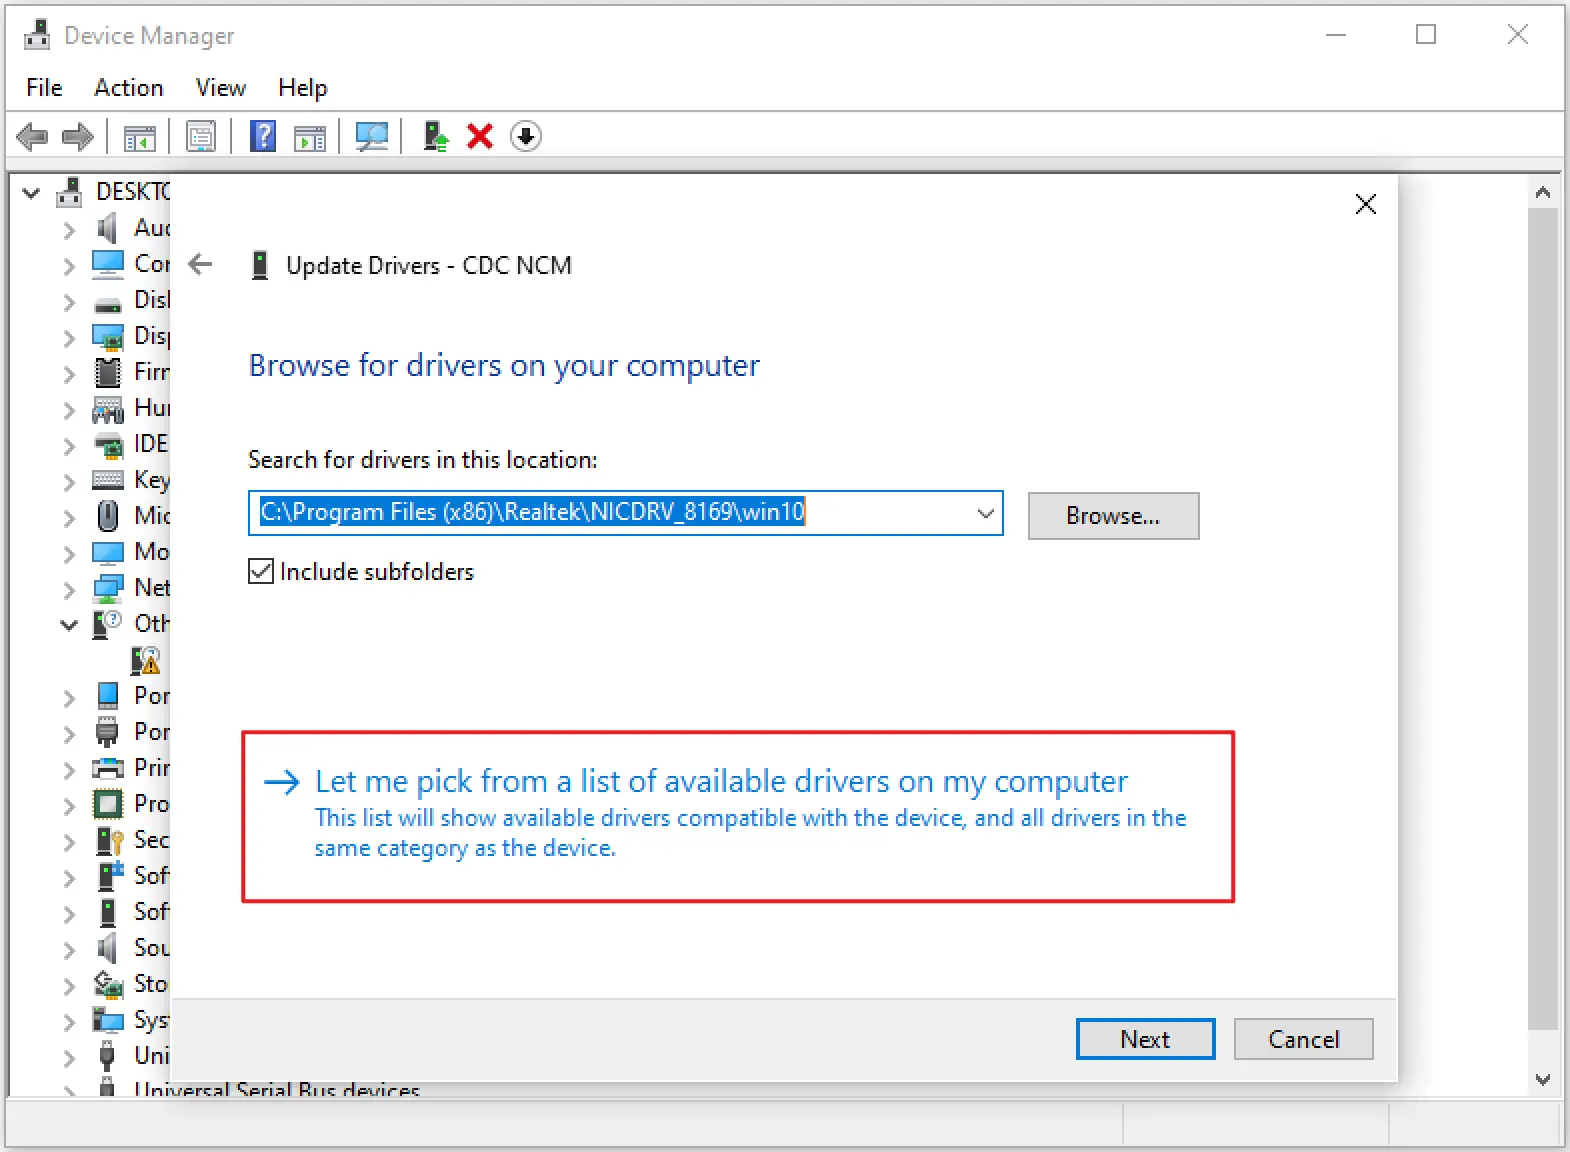 Device Manager
File Action View Help
DESKTO
Aud
Cor
Disl
Disp
Firr
Hur
IDE
Key
Mic
Mo
Net
Oth
Por
Por
Prir
Pro
Sec
Sof
Sof
Sou
Sto
Sys
Uni
Universal Serial Bus devices
Update Drivers - CDC NCM
Browse for drivers on your computer
Search for drivers in this location:
C:\Program Files (x86)\Realtek\NICDRV_8169\win10
Browse...
Include subfolders
Let me pick from a list of available drivers on my computer
This list will show available drivers compatible with the device, and all drivers in the
same category as the device.
Next
Cancel